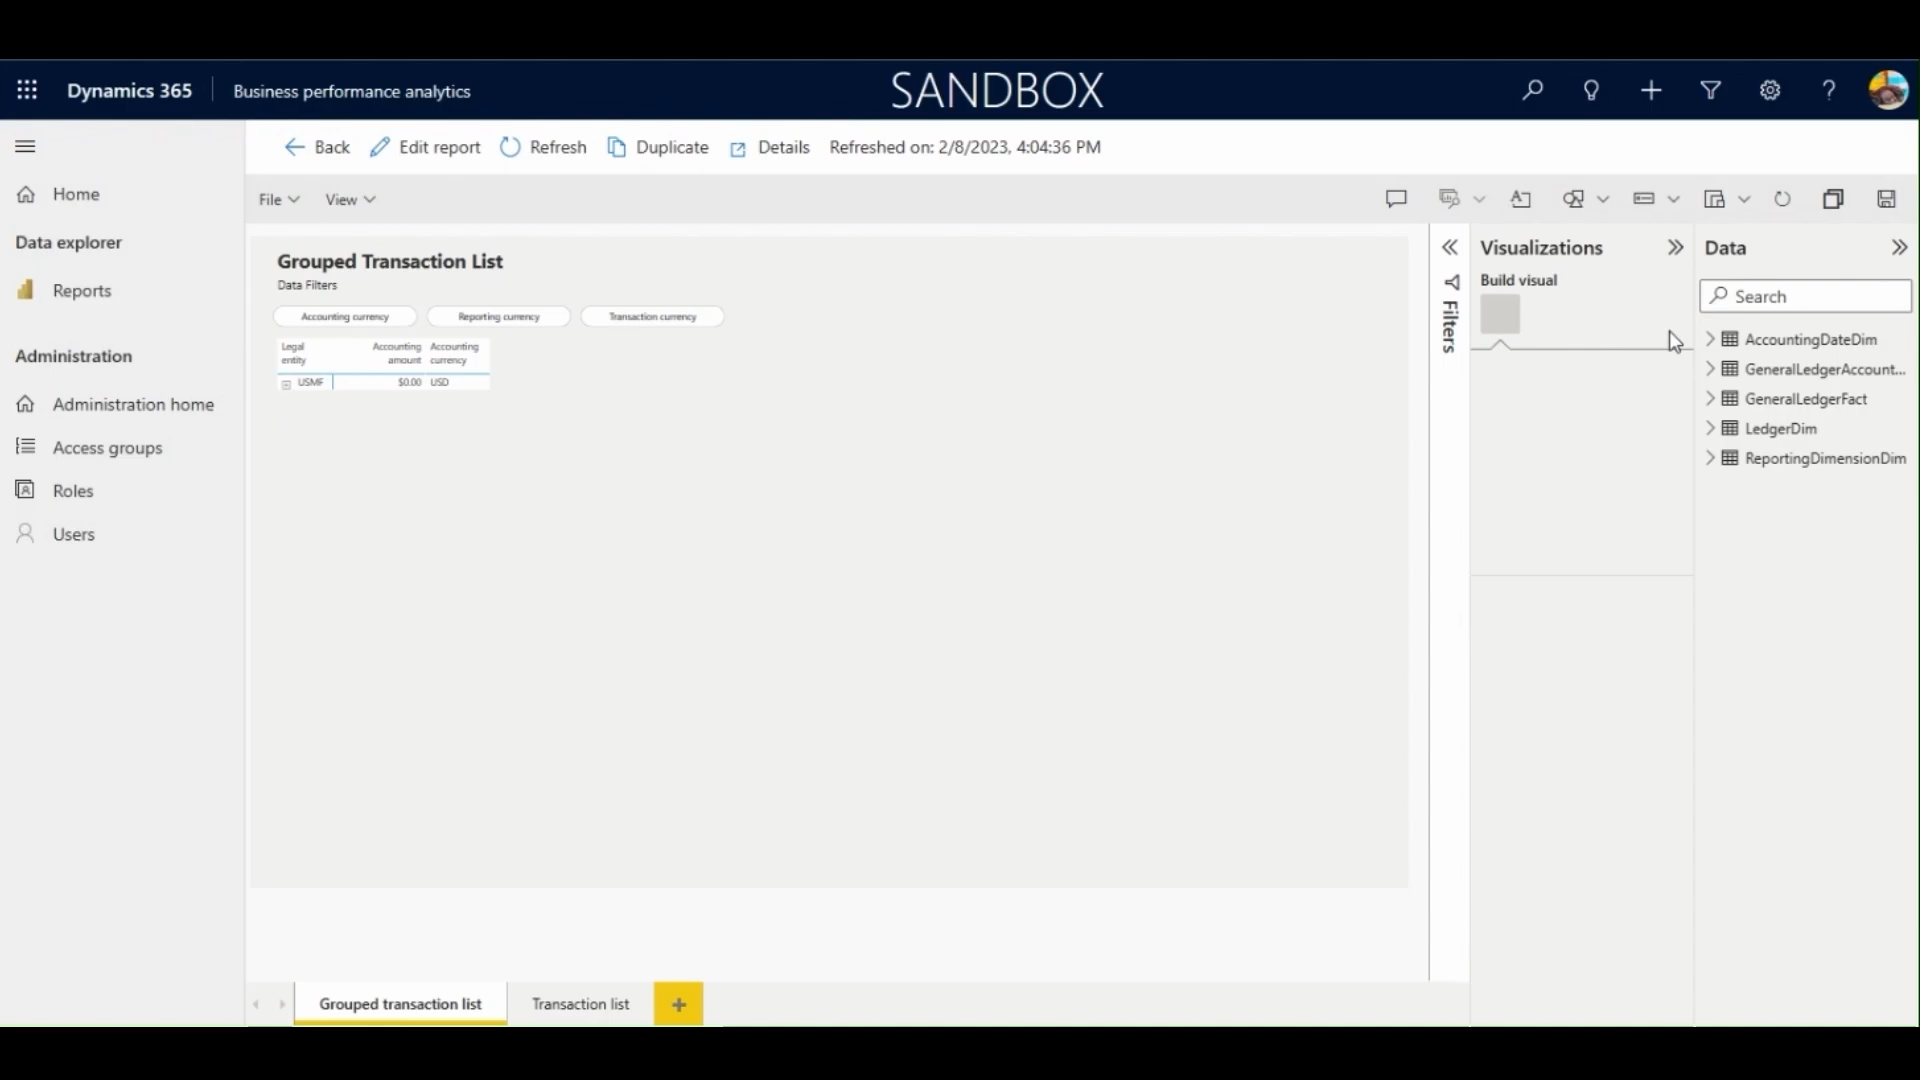 Dynamics 365
Business performance analytics
SANDBOX
Back
Edit report
Refresh
Duplicate
Details
Refreshed on: 2/8/2023, 4:04:36 PM
Home
Data explorer
Reports
Administration
Administration home
Access groups
Roles
Users
File
View
Grouped Transaction List
Data Filters
Accounting currency
Reporting currency
Transaction currency
Legal entity
Accounting amount
Accounting currency
USMF
$0.00
USD
Filters
Visualizations
Build visual
Data
Search
AccountingDateDim
GeneralLedgerAccount...
GeneralLedgerFact
LedgerDim
ReportingDimensionDim
Grouped transaction list
Transaction list